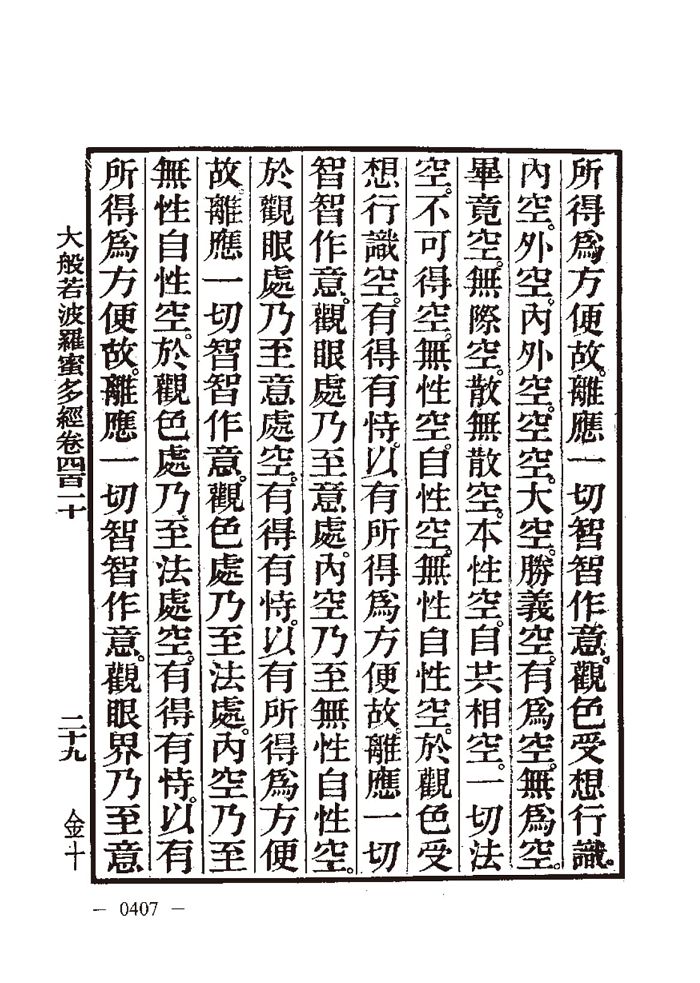 所得爲方便故。離應一切智智作意。觀色受想行識。
內空。外空。內外空。空空。大空。勝義空。有爲空。無爲空。
畢竟空。無際空。散無散空。本性空。自共相空。一切法
空。不可得空。無性空。自性空。無性自性空。於觀色受
想行識空。有得有恃。以有所得爲方便故。離應一切
智智作意。觀眼處乃至意處。內空乃至無性自性空。
於觀眼處乃至意處空。有得有恃。以有所得爲方便
故。離應一切智智作意。觀色處乃至法處。內空乃至
無性自性空。於觀色處乃至法處空。有得有恃。以有
所得爲方便故。離應一切智智作意。觀眼界乃至意
大般若波羅蜜多經卷四百二十 二十九 金十
— 0407 —